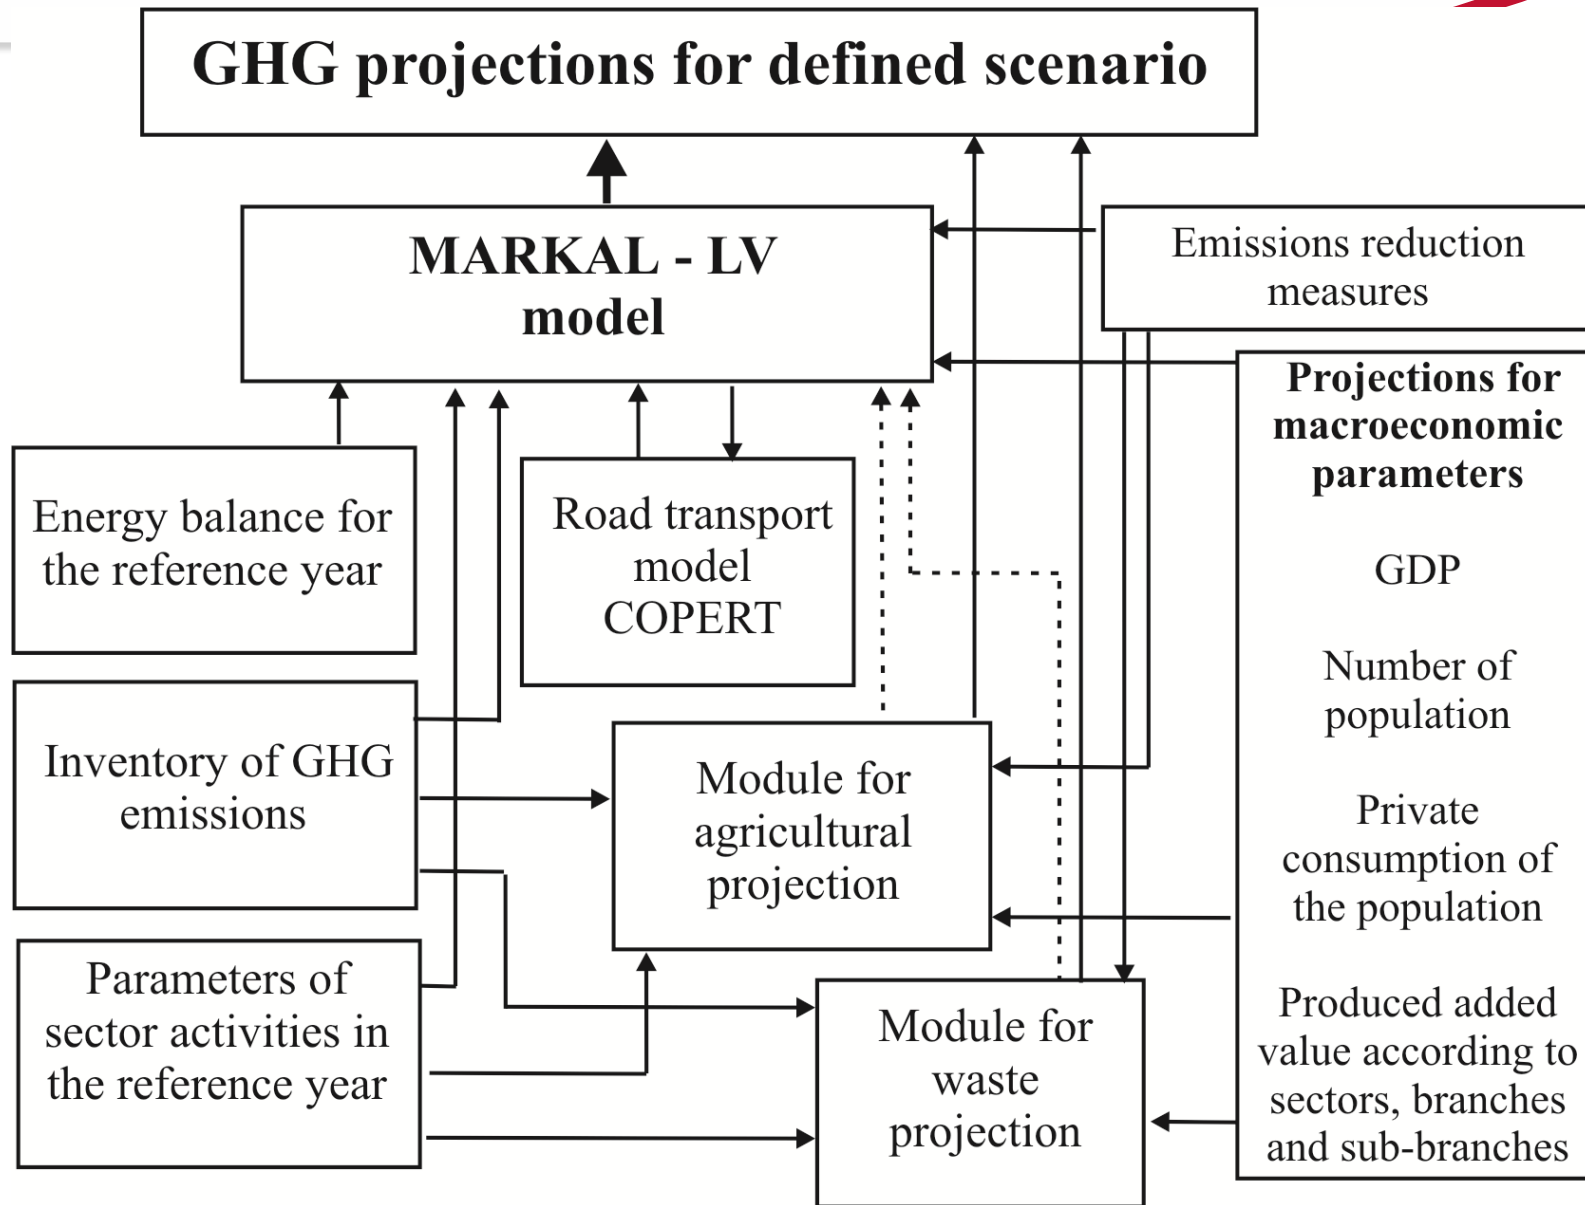 GHG projections for defined scenario
MARKAL - LV
model
Emissions reduction
measures
Projections for
macroeconomic
parameters
GDP
Number of
population
Private
consumption of
the population
Produced added
value according to
sectors, branches
and sub-branches
Energy balance for
the reference year
Road transport
model
COPERT
Inventory of GHG
emissions
Module for
agricultural
projection
Parameters of
sector activities in
the reference year
Module for
waste
projection